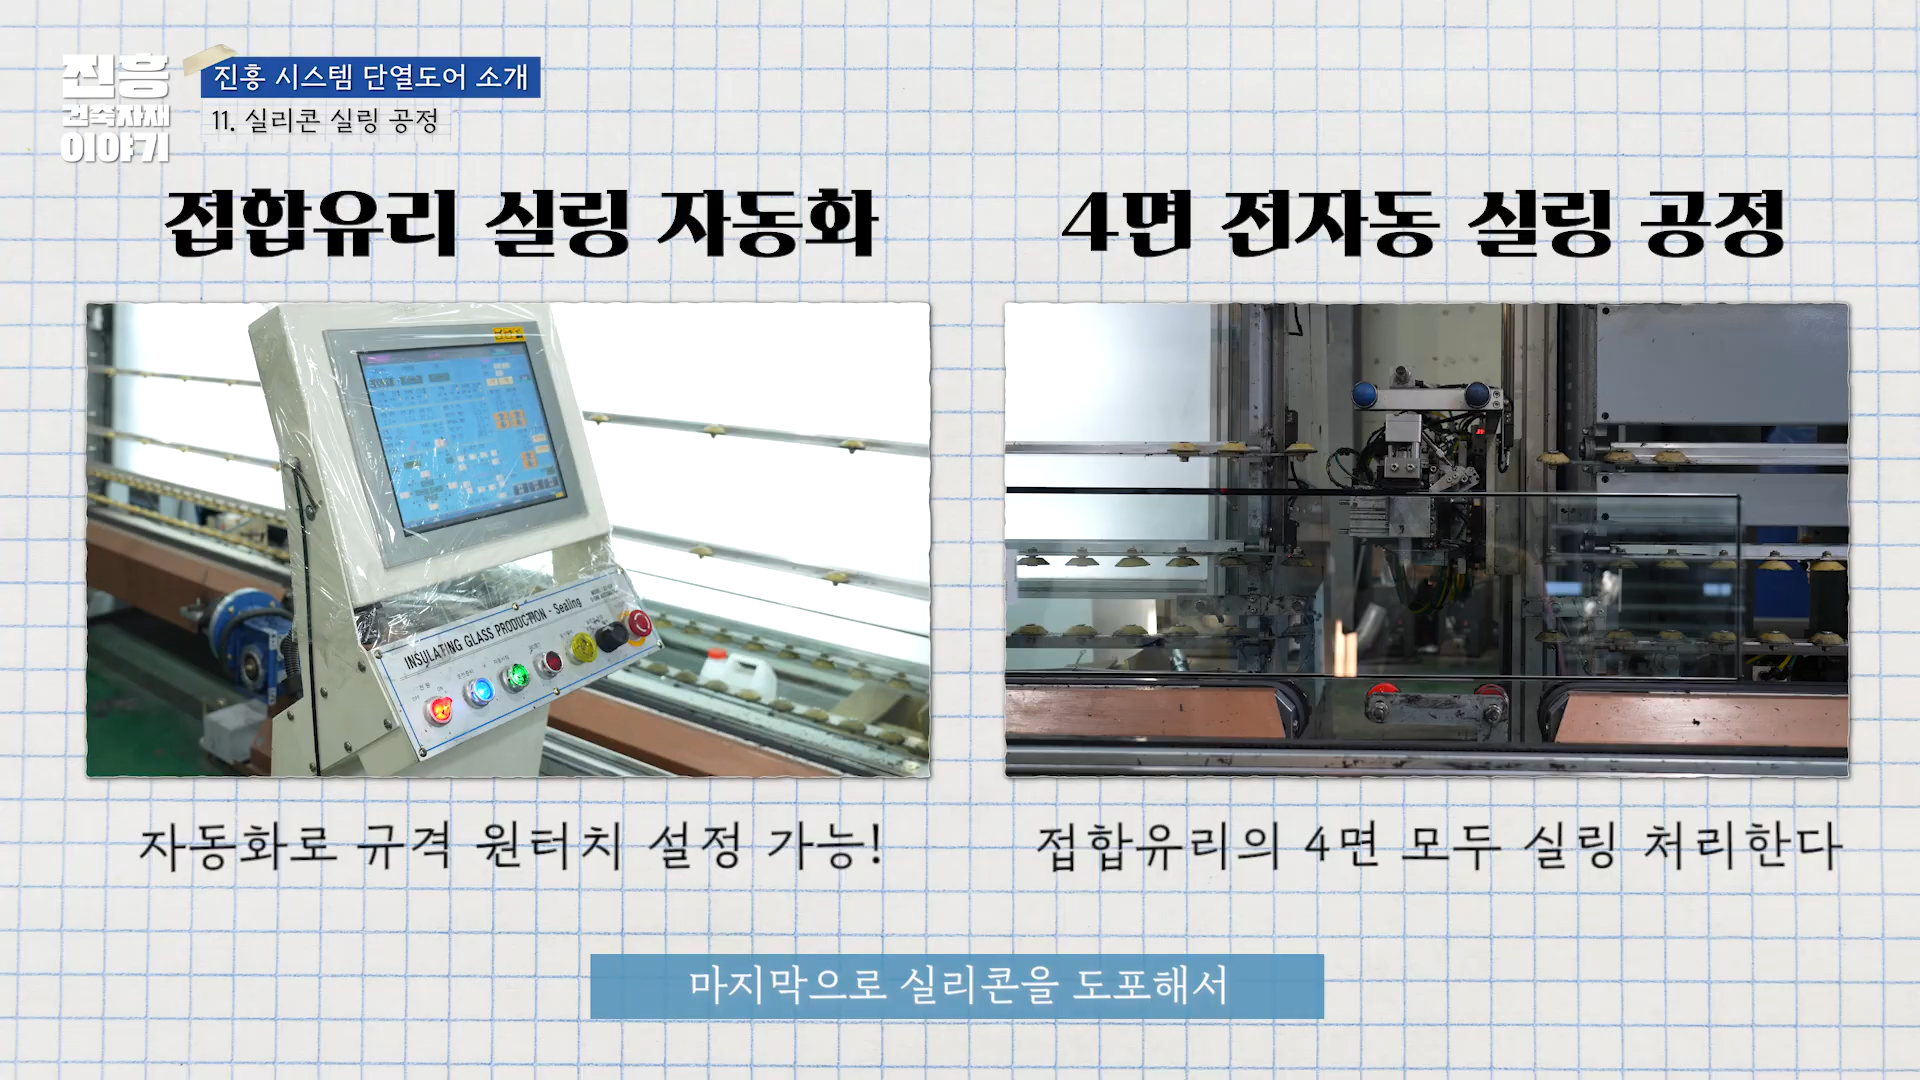 진흥
건축자재
이야기
진흥 시스템 단열도어 소개
11. 실리콘 실링 공정
접합유리 실링 자동화
4면 전자동 실링 공정
INSULATING GLASS PRODUCTION - Sealing
자동화로 규격 원터치 설정 가능!
접합유리의 4면 모두 실링 처리한다
마지막으로 실리콘을 도포해서